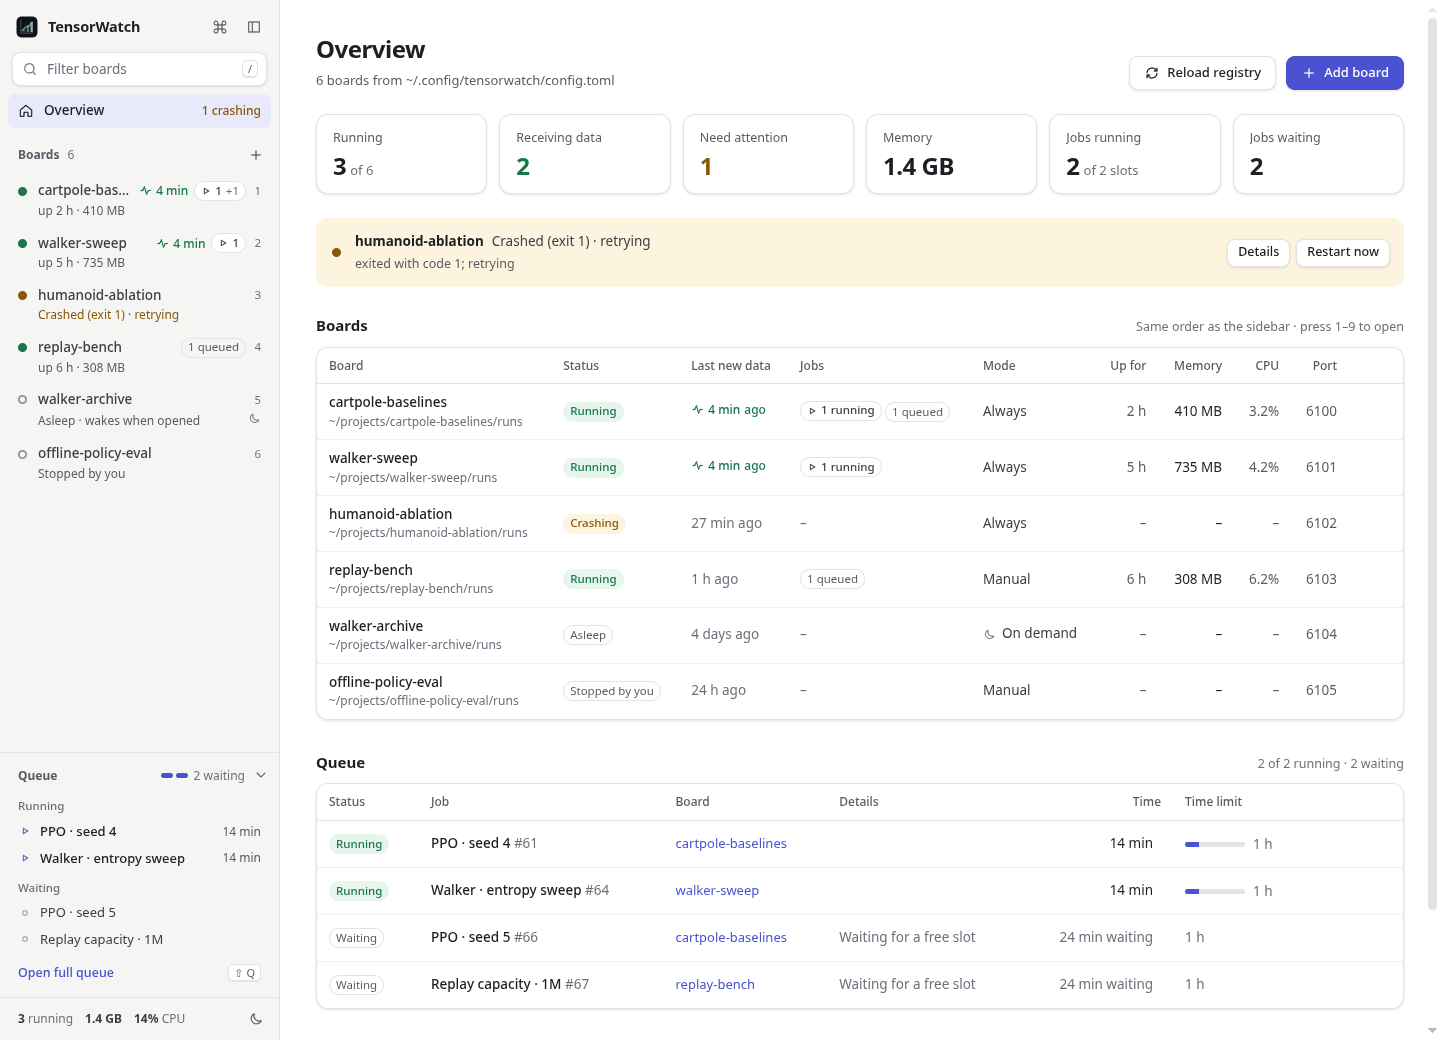 TensorWatch
Filter boards /
Overview 1 crashing
Boards 6
cartpole-bas... 4 min 1 +1 1
up 2 h · 410 MB
walker-sweep 4 min 1 2
up 5 h · 735 MB
humanoid-ablation 3
Crashed (exit 1) · retrying
replay-bench 1 queued 4
up 6 h · 308 MB
walker-archive 5
Asleep · wakes when opened
offline-policy-eval 6
Stopped by you
Queue 2 waiting
Running
PPO · seed 4 14 min
Walker · entropy sweep 14 min
Waiting
PPO · seed 5
Replay capacity · 1M
Open full queue ⇧ Q
3 running 1.4 GB 14% CPU
Overview
6 boards from ~/.config/tensorwatch/config.toml
Reload registry
Add board
Running
3 of 6
Receiving data
2
Need attention
1
Memory
1.4 GB
Jobs running
2 of 2 slots
Jobs waiting
2
humanoid-ablation Crashed (exit 1) · retrying
exited with code 1; retrying
Details
Restart now
Boards
Same order as the sidebar · press 1–9 to open
Board Status Last new data Jobs Mode Up for Memory CPU Port
cartpole-baselines Running 4 min ago 1 running 1 queued Always 2 h 410 MB 3.2% 6100
~/projects/cartpole-baselines/runs
walker-sweep Running 4 min ago 1 running Always 5 h 735 MB 4.2% 6101
~/projects/walker-sweep/runs
humanoid-ablation Crashing 27 min ago – Always – – – 6102
~/projects/humanoid-ablation/runs
replay-bench Running 1 h ago 1 queued Manual 6 h 308 MB 6.2% 6103
~/projects/replay-bench/runs
walker-archive Asleep 4 days ago – On demand – – – 6104
~/projects/walker-archive/runs
offline-policy-eval Stopped by you 24 h ago – Manual – – – 6105
~/projects/offline-policy-eval/runs
Queue
2 of 2 running · 2 waiting
Status Job Board Details Time Time limit
Running PPO · seed 4 #61 cartpole-baselines 14 min 1 h
Running Walker · entropy sweep #64 walker-sweep 14 min 1 h
Waiting PPO · seed 5 #66 cartpole-baselines Waiting for a free slot 24 min waiting 1 h
Waiting Replay capacity · 1M #67 replay-bench Waiting for a free slot 24 min waiting 1 h